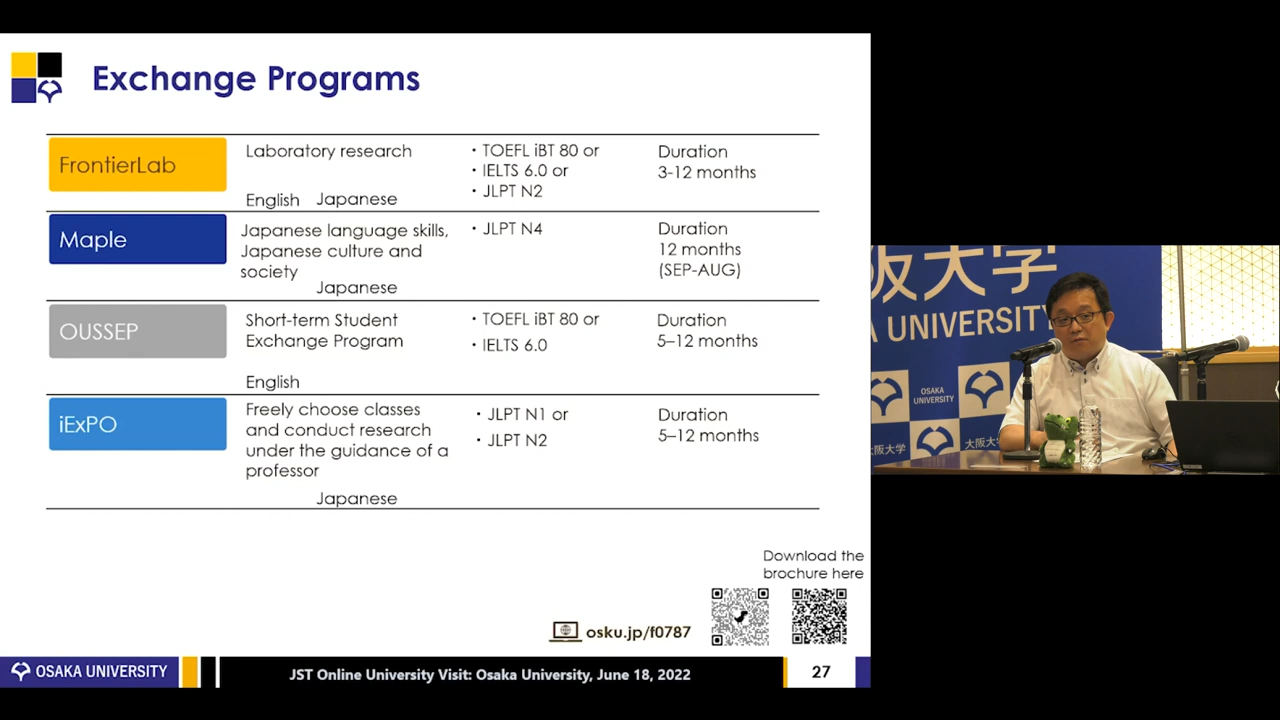 Exchange Programs
FrontierLab
Laboratory research
English Japanese
・TOEFL iBT 80 or
・IELTS 6.0 or
・JLPT N2
Duration
3-12 months
Maple
Japanese language skills,
Japanese culture and
society
Japanese
・JLPT N4
Duration
12 months
(SEP-AUG)
OUSSEP
Short-term Student
Exchange Program
English
・TOEFL iBT 80 or
・IELTS 6.0
Duration
5–12 months
iExPO
Freely choose classes
and conduct research
under the guidance of a
professor
Japanese
・JLPT N1 or
・JLPT N2
Duration
5–12 months
Download the
brochure here
osku.jp/f0787
OSAKA UNIVERSITY
JST Online University Visit: Osaka University, June 18, 2022
27
阪大学
UNIVERSITY
OSAKA
UNIVERSITY
大阪大学
大阪大